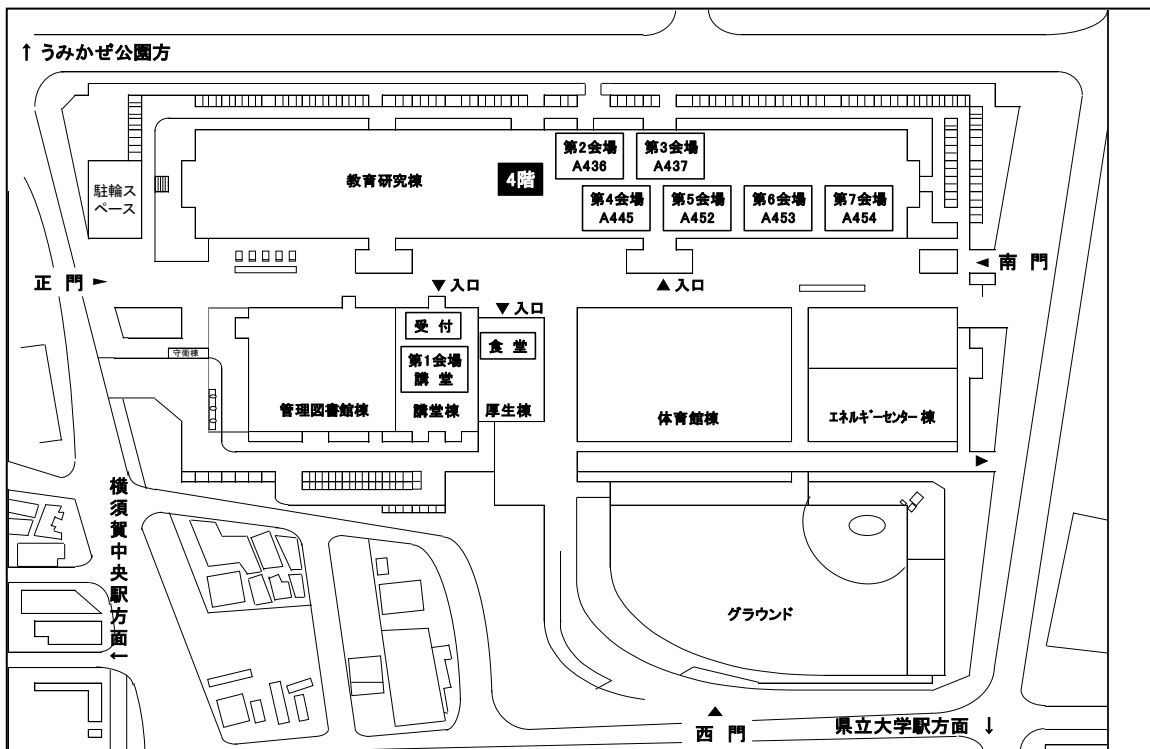 ↑ うみかぜ公園方
駐輪ス
ペース
教育研究棟
4階
第2会場
A436
第3会場
A437
第4会場
A445
第5会場
A452
第6会場
A453
第7会場
A454
正 門 ►
◄ 南 門
▼ 入口
▼ 入口
▲ 入口
守衛棟
受 付
第1会場
講 堂
食 堂
管理図書館棟
講堂棟
厚生棟
体育館棟
エネルギーセンター棟
►
横須賀中央駅方面←
グラウンド
▲
西 門
県立大学駅方面 ↓